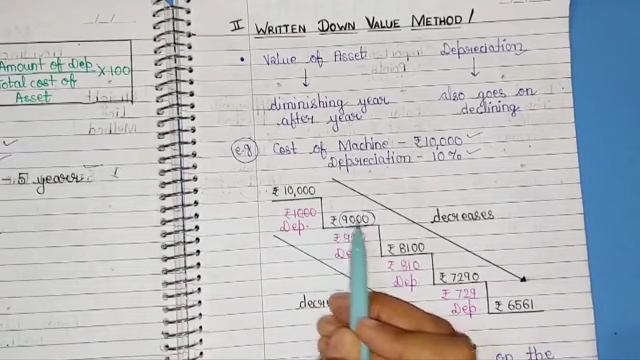 Amount of Dep
Total cost of
Asset
X100
- 5 years
II WRITTEN DOWN VALUE METHOD
• Value of Asset
Depreciation
↓
↓
diminishing year
after year
also goes on
declining
e.g Cost of Machine - ₹10,000
Depreciation - 10%
₹ 10,000
₹1000
Dep.
₹(9000)
decreases
₹ 8100
₹ 810
Dep.
₹ 7290
₹ 729
Dep.
₹ 6561
on the